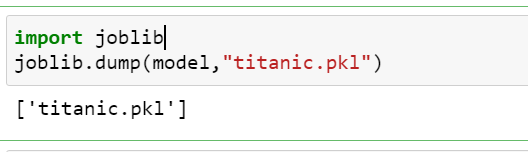 import joblib
joblib.dump(model,"titanic.pkl")
['titanic.pkl']